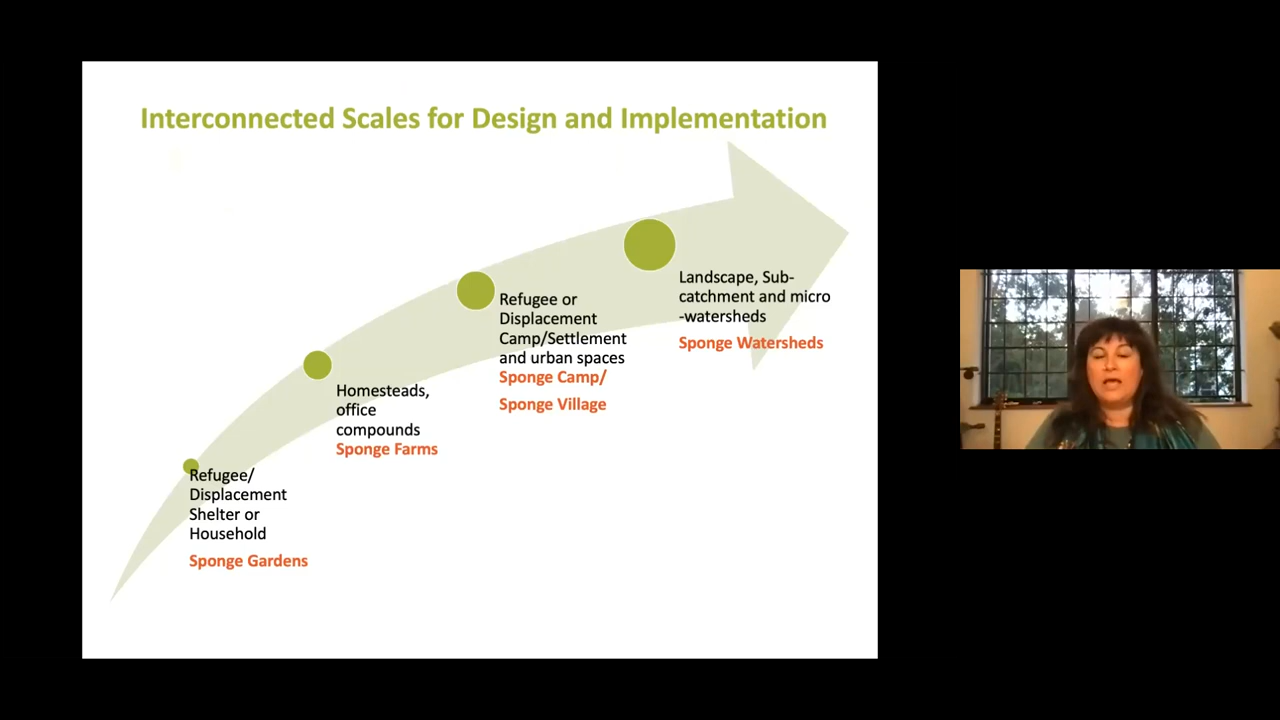 Interconnected Scales for Design and Implementation
Refugee/
Displacement
Shelter or
Household
Sponge Gardens
Homesteads,
office
compounds
Sponge Farms
Refugee or
Displacement
Camp/Settlement
and urban spaces
Sponge Camp/
Sponge Village
Landscape, Sub-
catchment and micro
-watersheds
Sponge Watersheds